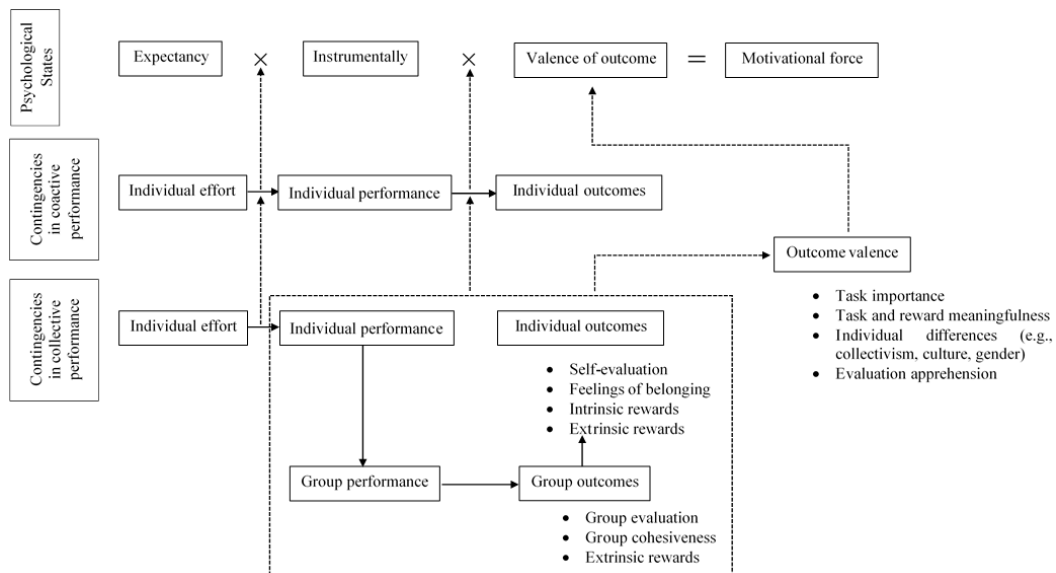 Psychological
States
Expectancy
×
Instrumentally
×
Valence of outcome
=
Motivational force
Contingencies
in coactive
performance
Individual effort
Individual performance
Individual outcomes
Outcome valence
• Task importance
• Task and reward meaningfulness
• Individual differences (e.g.,
collectivism, culture, gender)
• Evaluation apprehension
Contingencies
in collective
performance
Individual effort
Individual performance
Individual outcomes
• Self-evaluation
• Feelings of belonging
• Intrinsic rewards
• Extrinsic rewards
Group performance
Group outcomes
• Group evaluation
• Group cohesiveness
• Extrinsic rewards